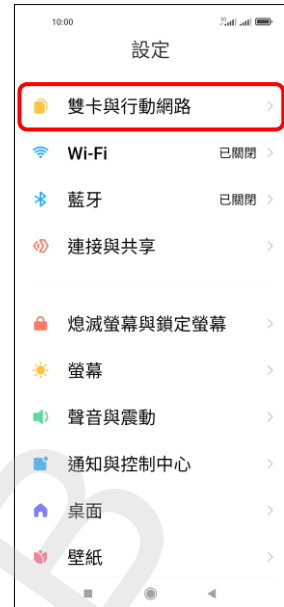 10:00
設定
雙卡與行動網路
Wi-Fi 已關閉
藍牙 已關閉
連接與共享
熄滅螢幕與鎖定螢幕
螢幕
聲音與震動
通知與控制中心
桌面
壁紙